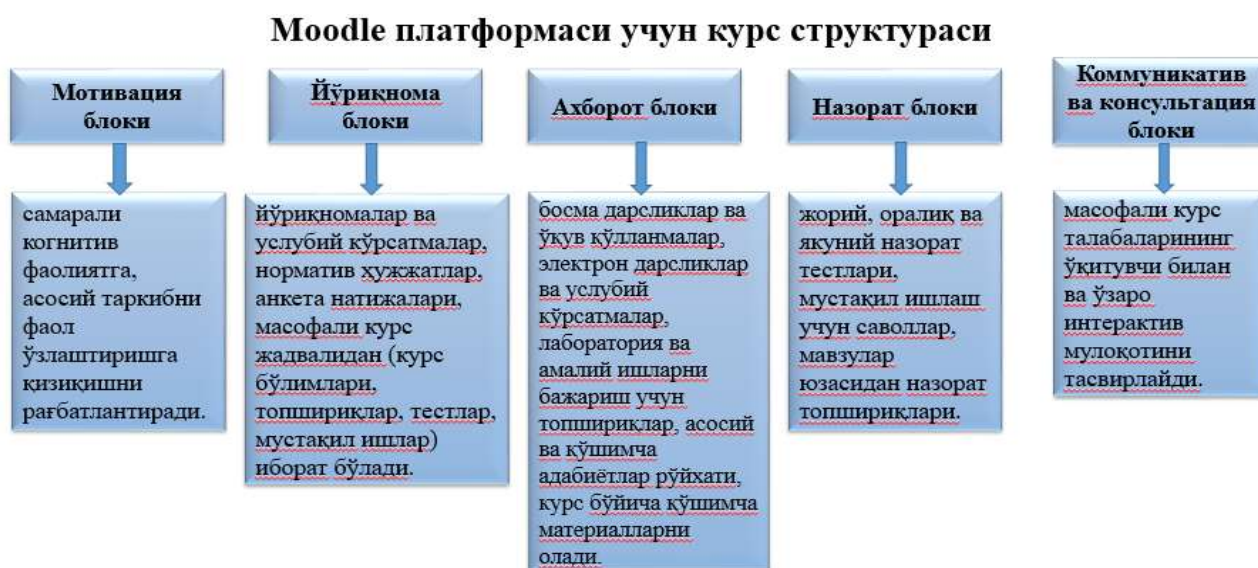 Moodle платформаси учун курс структураси
Мотивация
блоки
самарали
когнитив
фаолиятга,
асосий таркибни
фаол
ўзлаштиришга
қизиқишни
рағбатлантиради.
Йўриқнома
блоки
йўриқномалар ва
услубий кўрсатмалар,
норматив ҳужжатлар,
анкета натижалари,
масофали курс
жадвалидан (курс
бўлимлари,
топшириқлар, тестлар,
мустақил ишлар)
иборат бўлади.
Ахборот блоки
босма дарсликлар ва
ўқув қўлланмалар,
электрон дарсликлар
ва услубий
кўрсатмалар,
лаборатория ва
амалий ишларни
бажариш учун
топшириқлар, асосий
ва қўшимча
адабиётлар рўйхати,
курс бўйича қўшимча
материалларни
олади.
Назорат блоки
жорий, оралиқ ва
якуний назорат
тестлари,
мустақил ишлаш
учун саволлар,
мавзулар
юзасидан назорат
топшириқлари.
Коммуникатив
ва консультация
блоки
масофали курс
талабаларининг
ўқитувчи билан
ва ўзаро
интерактив
мулоқотини
тасвирлайди.